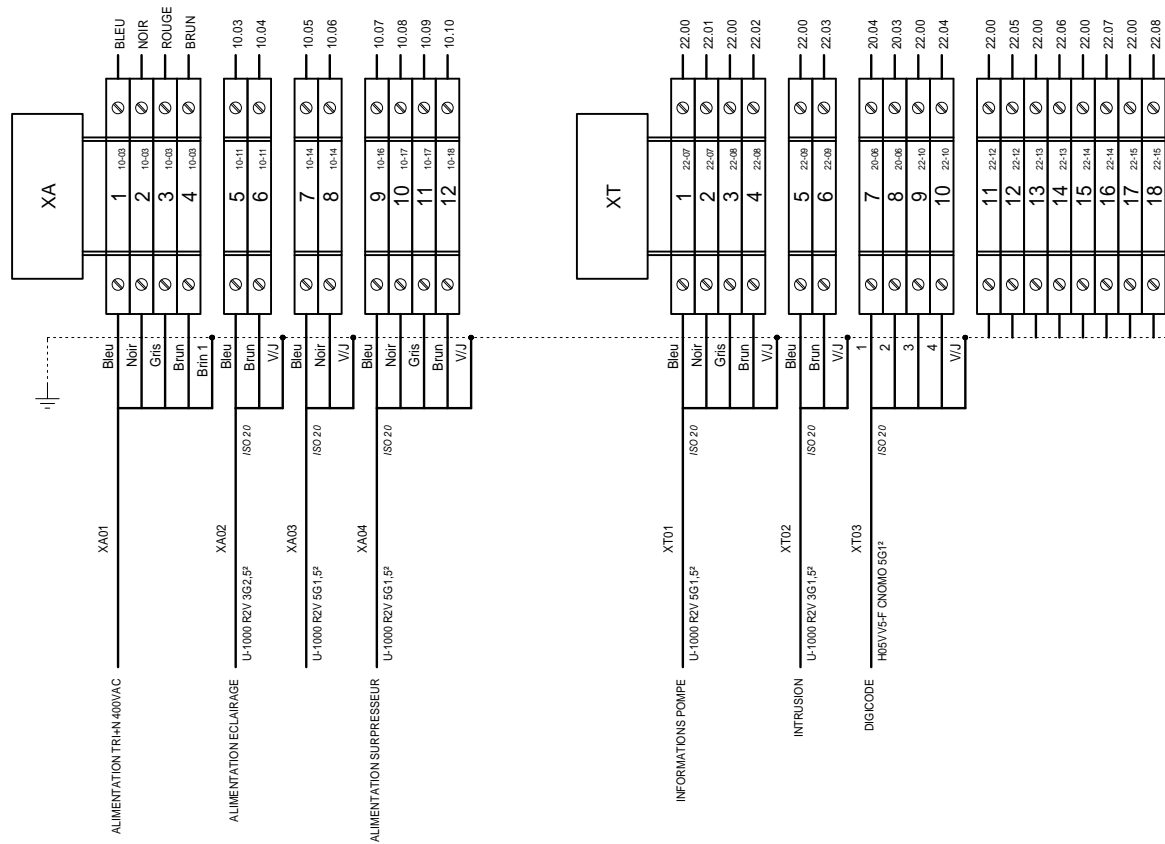 BLEU
NOIR
ROUGE
BRUN
10.03
10.04
10.05
10.06
10.07
10.08
10.09
10.10
22.00
22.01
22.00
22.02
22.00
22.03
20.04
20.03
22.00
22.04
22.00
22.05
22.00
22.06
22.00
22.07
22.00
22.08
XA
1 10-03
2 10-03
3 10-03
4 10-03
5 10-11
6 10-11
7 10-14
8 10-14
9 10-16
10 10-17
11 10-17
12 10-18
XT
1 22-07
2 22-07
3 22-08
4 22-08
5 22-09
6 22-09
7 20-06
8 20-06
9 22-10
10 22-10
11 22-12
12 22-12
13 22-13
14 22-13
15 22-14
16 22-14
17 22-15
18 22-15
Bleu
Noir
Gris
Brun
Brin 1
Bleu
Brun
V/J
Bleu
Noir
V/J
Bleu
Noir
Gris
Brun
V/J
Bleu
Noir
Gris
Brun
V/J
Bleu
Brun
V/J
1
2
3
4
V/J
ISO 20
ISO 20
ISO 20
ISO 20
ISO 20
ISO 20
XA01
XA02
XA03
XA04
XT01
XT02
XT03
U-1000 R2V 3G2,5²
U-1000 R2V 5G1,5²
U-1000 R2V 5G1,5²
U-1000 R2V 5G1,5²
U-1000 R2V 3G1,5²
H05VV5-F CNOMO 5G1²
ALIMENTATION TRI+N 400VAC
ALIMENTATION ECLAIRAGE
ALIMENTATION SURPRESSEUR
INFORMATIONS POMPE
INTRUSION
DIGICODE